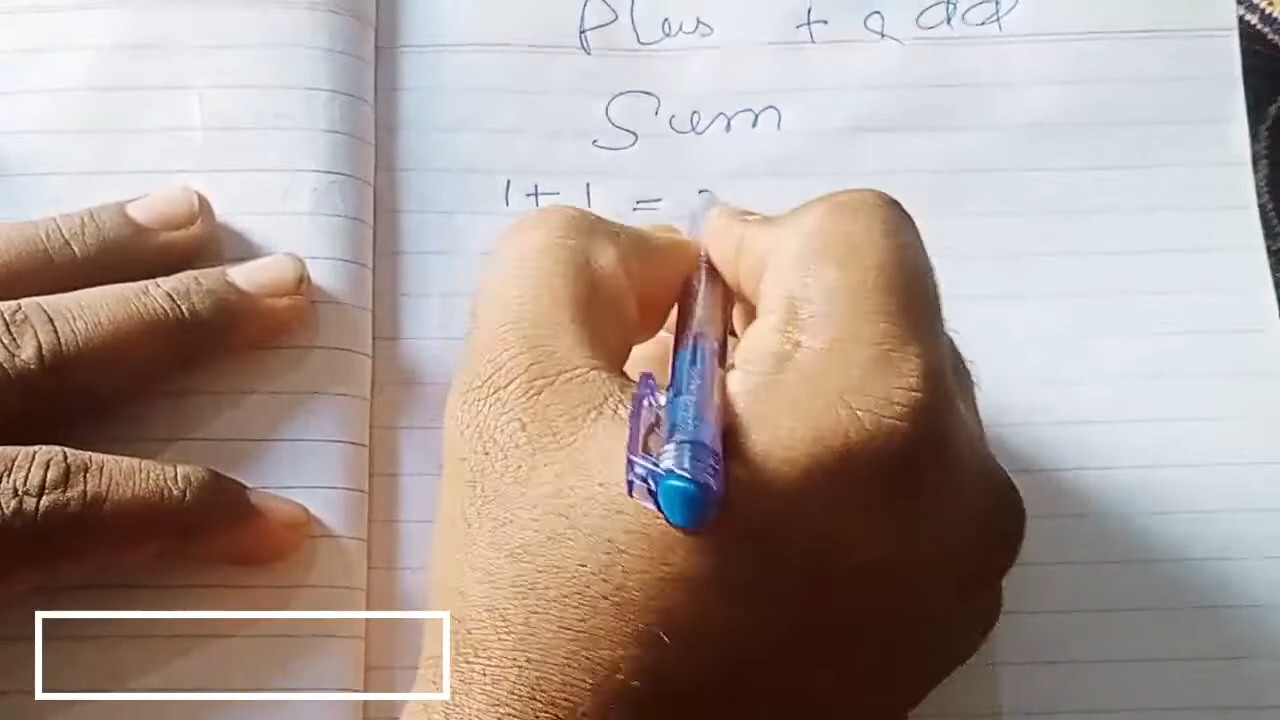 Plus + add
Sum
1 + 1 =